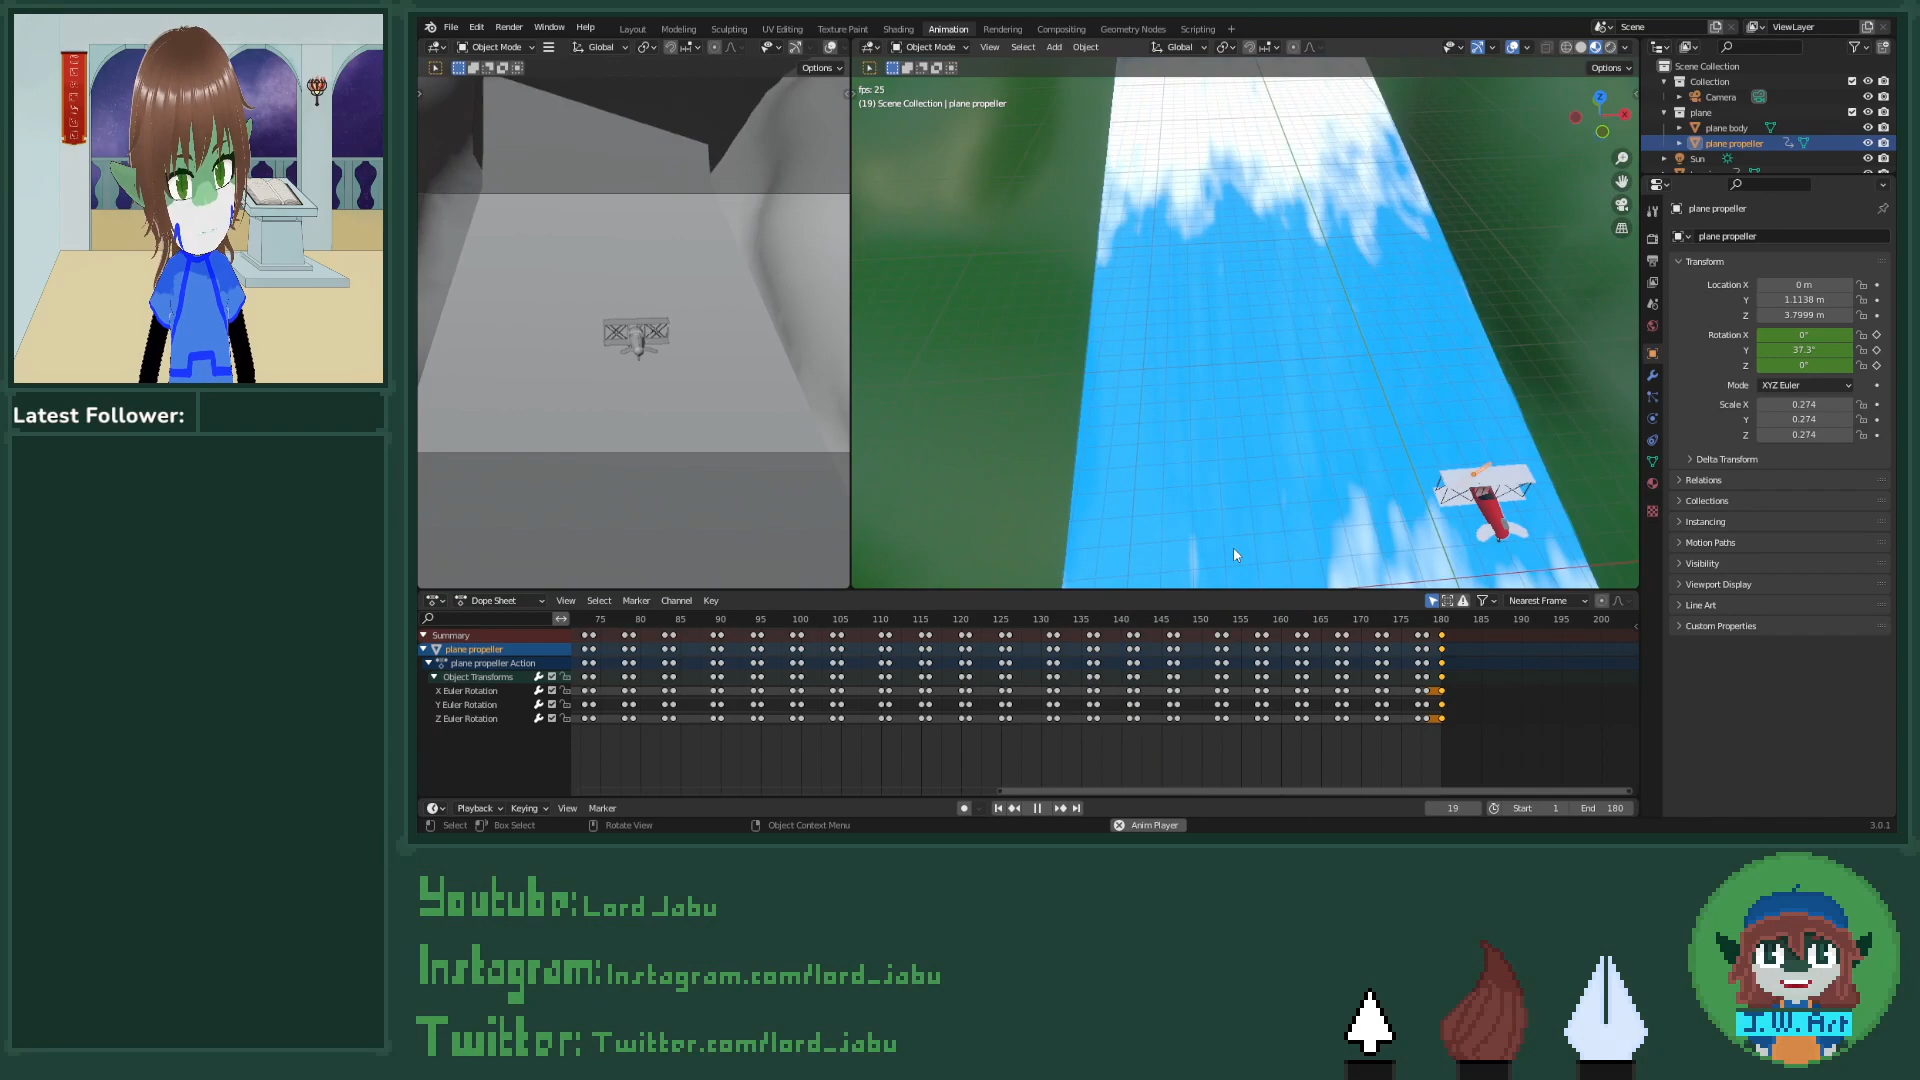 File Edit Render Window Help Layout Modeling Sculpting UV Editing Texture Paint Shading Animation Rendering Compositing Geometry Nodes Scripting + Scene ViewLayer
Object Mode Global Object Mode View Select Add Object Global
Options Options
fps: 25
(19) Scene Collection | plane propeller
Z
X
Scene Collection
Collection
Camera
plane
plane body
plane propeller
Sun
plane propeller
plane propeller
Transform
Location X 0 m
Y 1.1138 m
Z 3.7999 m
Rotation X 0°
Y 37.3°
Z 0°
Mode XYZ Euler
Scale X 0.274
Y 0.274
Z 0.274
Delta Transform
Relations
Collections
Instancing
Motion Paths
Visibility
Viewport Display
Line Art
Custom Properties
Dope Sheet View Select Marker Channel Key Nearest Frame
75 80 85 90 95 100 105 110 115 120 125 130 135 140 145 150 155 160 165 170 175 180 185 190 195 200
Summary
plane propeller
plane propeller Action
Object Transforms
X Euler Rotation
Y Euler Rotation
Z Euler Rotation
Playback Keying View Marker 19 Start 1 End 180
Select Box Select Rotate View Object Context Menu Anim Player 3.0.1
Latest Follower:
Youtube: Lord Jabu
Instagram: Instagram.com/lord_jabu
Twitter: Twitter.com/lord_jabu
J.W. Art